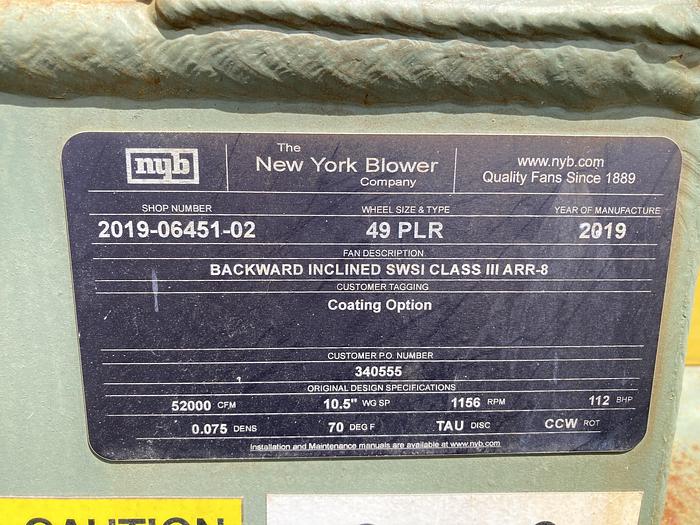 nyb
The
New York Blower
Company
www.nyb.com
Quality Fans Since 1889
SHOP NUMBER WHEEL SIZE & TYPE YEAR OF MANUFACTURE
2019-06451-02 49 PLR 2019
FAN DESCRIPTION
BACKWARD INCLINED SWSI CLASS III ARR-8
CUSTOMER TAGGING
Coating Option
CUSTOMER P.O. NUMBER
340555
ORIGINAL DESIGN SPECIFICATIONS
52000 CFM 10.5" WG SP 1156 RPM 112 BHP
0.075 DENS 70 DEG F TAU DISC CCW ROT
Installation and Maintenance manuals are available at www.nyb.com
CAUTION